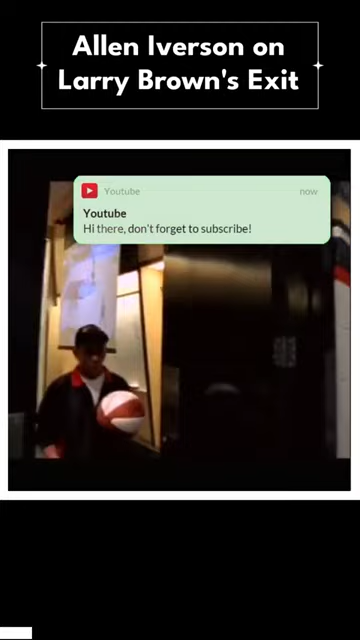 Allen Iverson on
Larry Brown's Exit
Youtube
now
Youtube
Hi there, don't forget to subscribe!